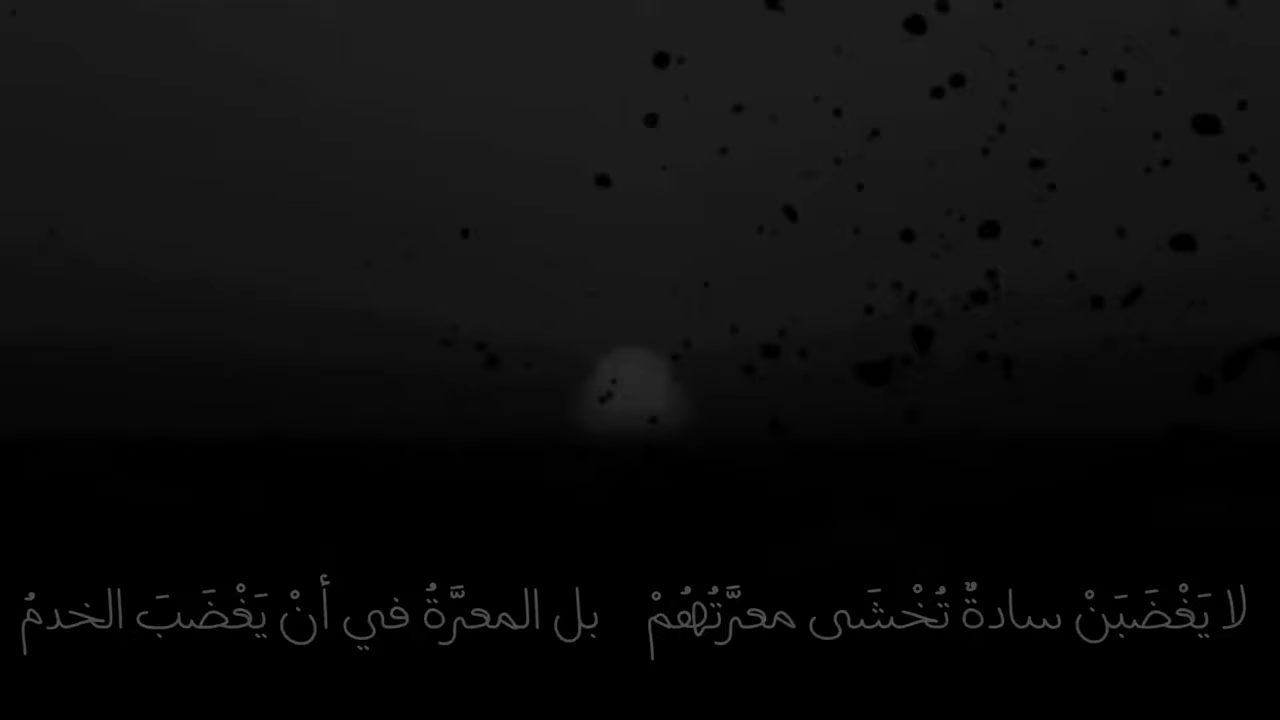 لا يَغْضَبَنْ سادةٌ تُخْشَى معرَّتُهُمْ بل المعرَّةُ في أنْ يَغْضَبَ الخدمُ